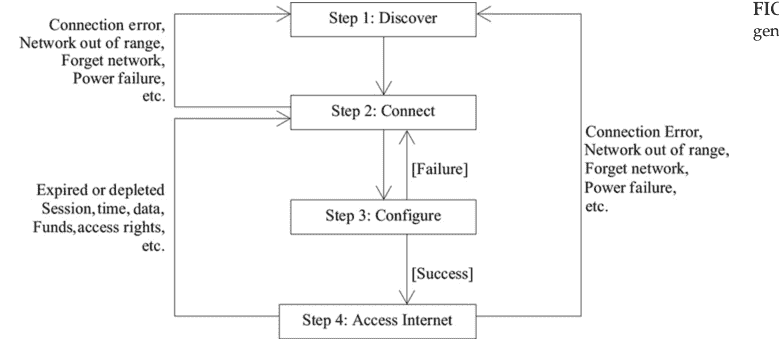 FIG
gen
Step 1: Discover
Connection error,
Network out of range,
Forget network,
Power failure,
etc.
Step 2: Connect
Connection Error,
Network out of range,
Forget network,
Power failure,
etc.
[Failure]
Expired or depleted
Session, time, data,
Funds, access rights,
etc.
Step 3: Configure
[Success]
Step 4: Access Internet